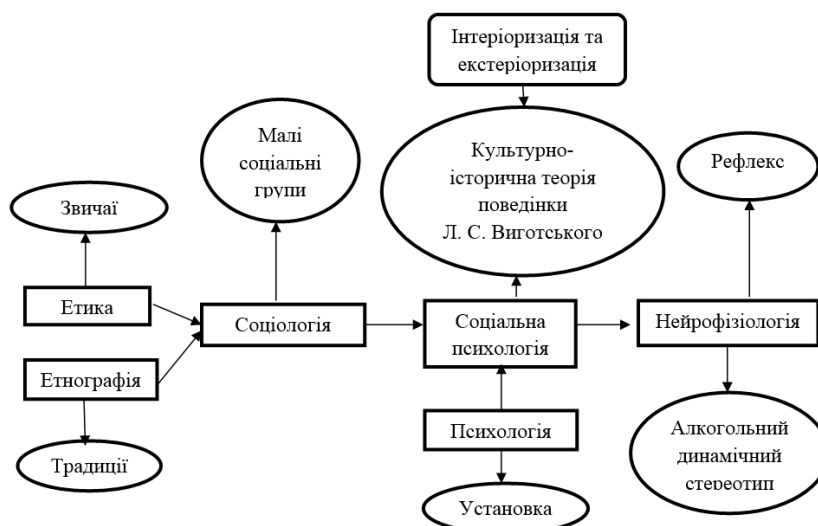 Інтеріоризація та
екстеріоризація
Малі
соціальні
групи
Культурно-
історична теорія
поведінки
Л. С. Виготського
Рефлекс
Звичаї
Етика
Соціологія
Соціальна
психологія
Нейрофізіологія
Етнографія
Традиції
Психологія
Установка
Алкогольний
динамічний
стереотип